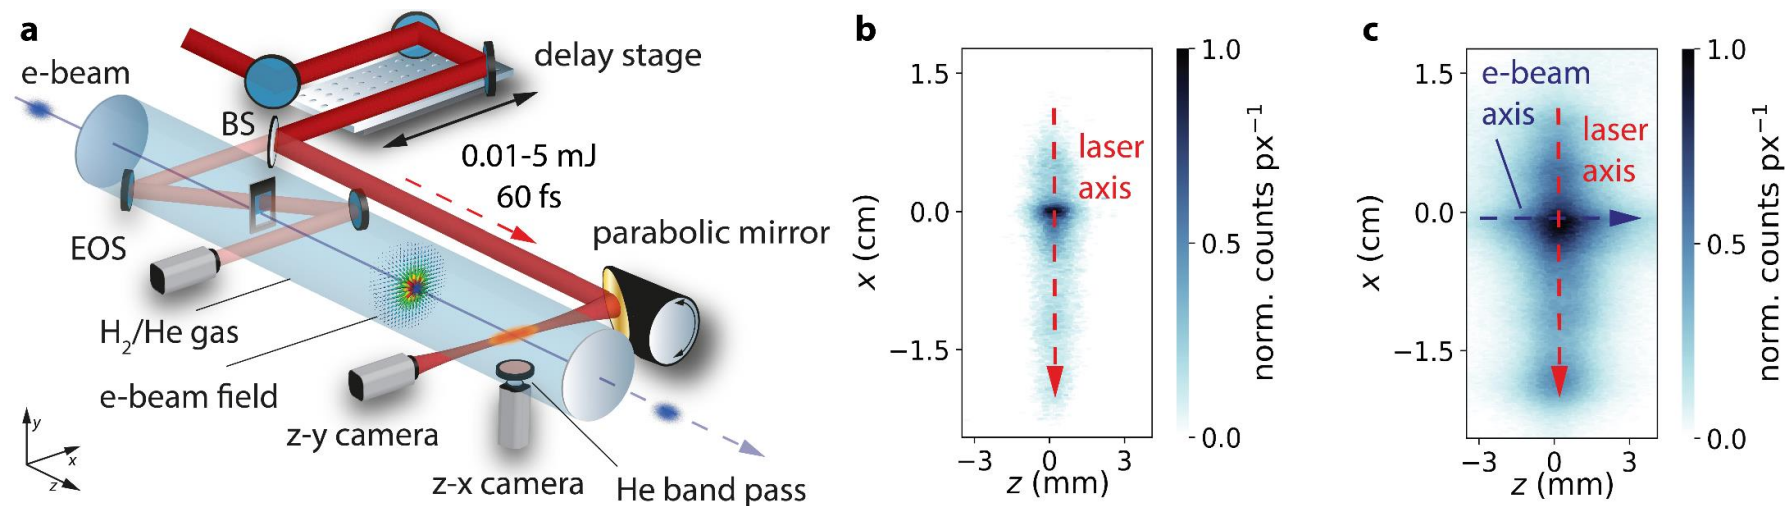 a
e-beam
delay stage
BS
0.01-5 mJ
60 fs
parabolic mirror
EOS
H₂/He gas
e-beam field
z-y camera
z-x camera
He band pass
y
x
z
b
1.5
0.0
−1.5
x (cm)
−3
0
3
z (mm)
laser
axis
1.0
0.5
0.0
norm. counts px⁻¹
c
1.5
0.0
−1.5
x (cm)
−3
0
3
z (mm)
e-beam
axis
laser
axis
1.0
0.5
0.0
norm. counts px⁻¹